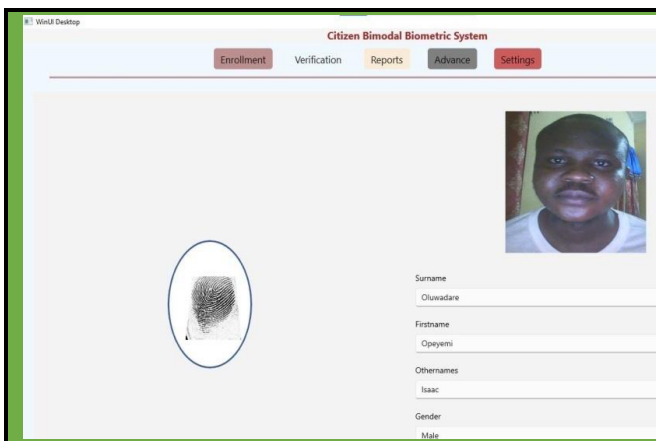 WinUI Desktop
Citizen Bimodal Biometric System
Enrollment Verification Reports Advance Settings
Surname
Oluwadare
Firstname
Opeyemi
Othernames
Isaac
Gender
Male